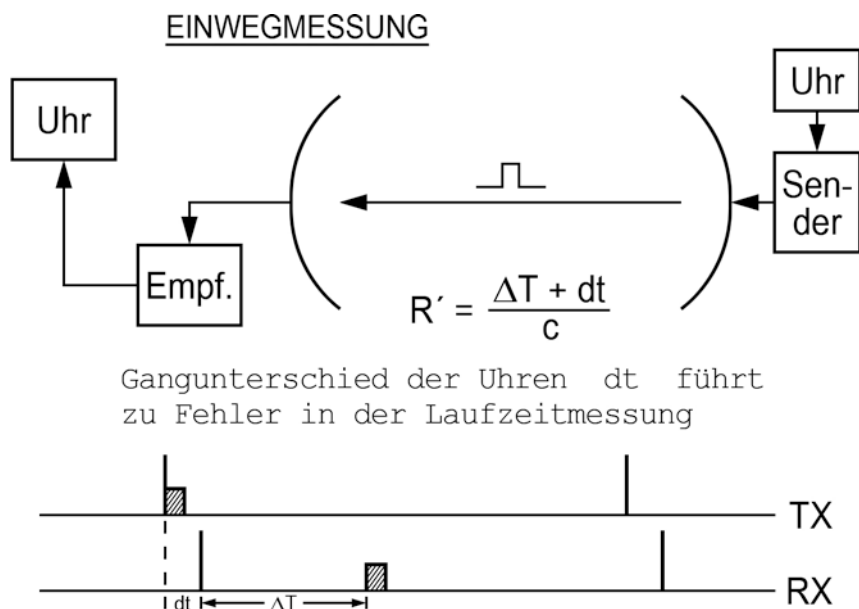 EINWEGMESSUNG
Uhr
Uhr
Sen-
der
Empf.
R´ = (ΔT + dt) / c
Gangunterschied der Uhren dt führt
zu Fehler in der Laufzeitmessung
TX
RX
dt ΔT